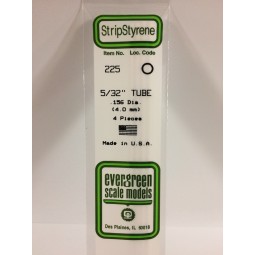 StripStyrene
Item No. Loc. Code
225
5/32" TUBE
.156 Dia.
(4.0 mm)
4 Pieces
Made in U.S.A.
evergreen
scale models
Des Plaines, IL 60018